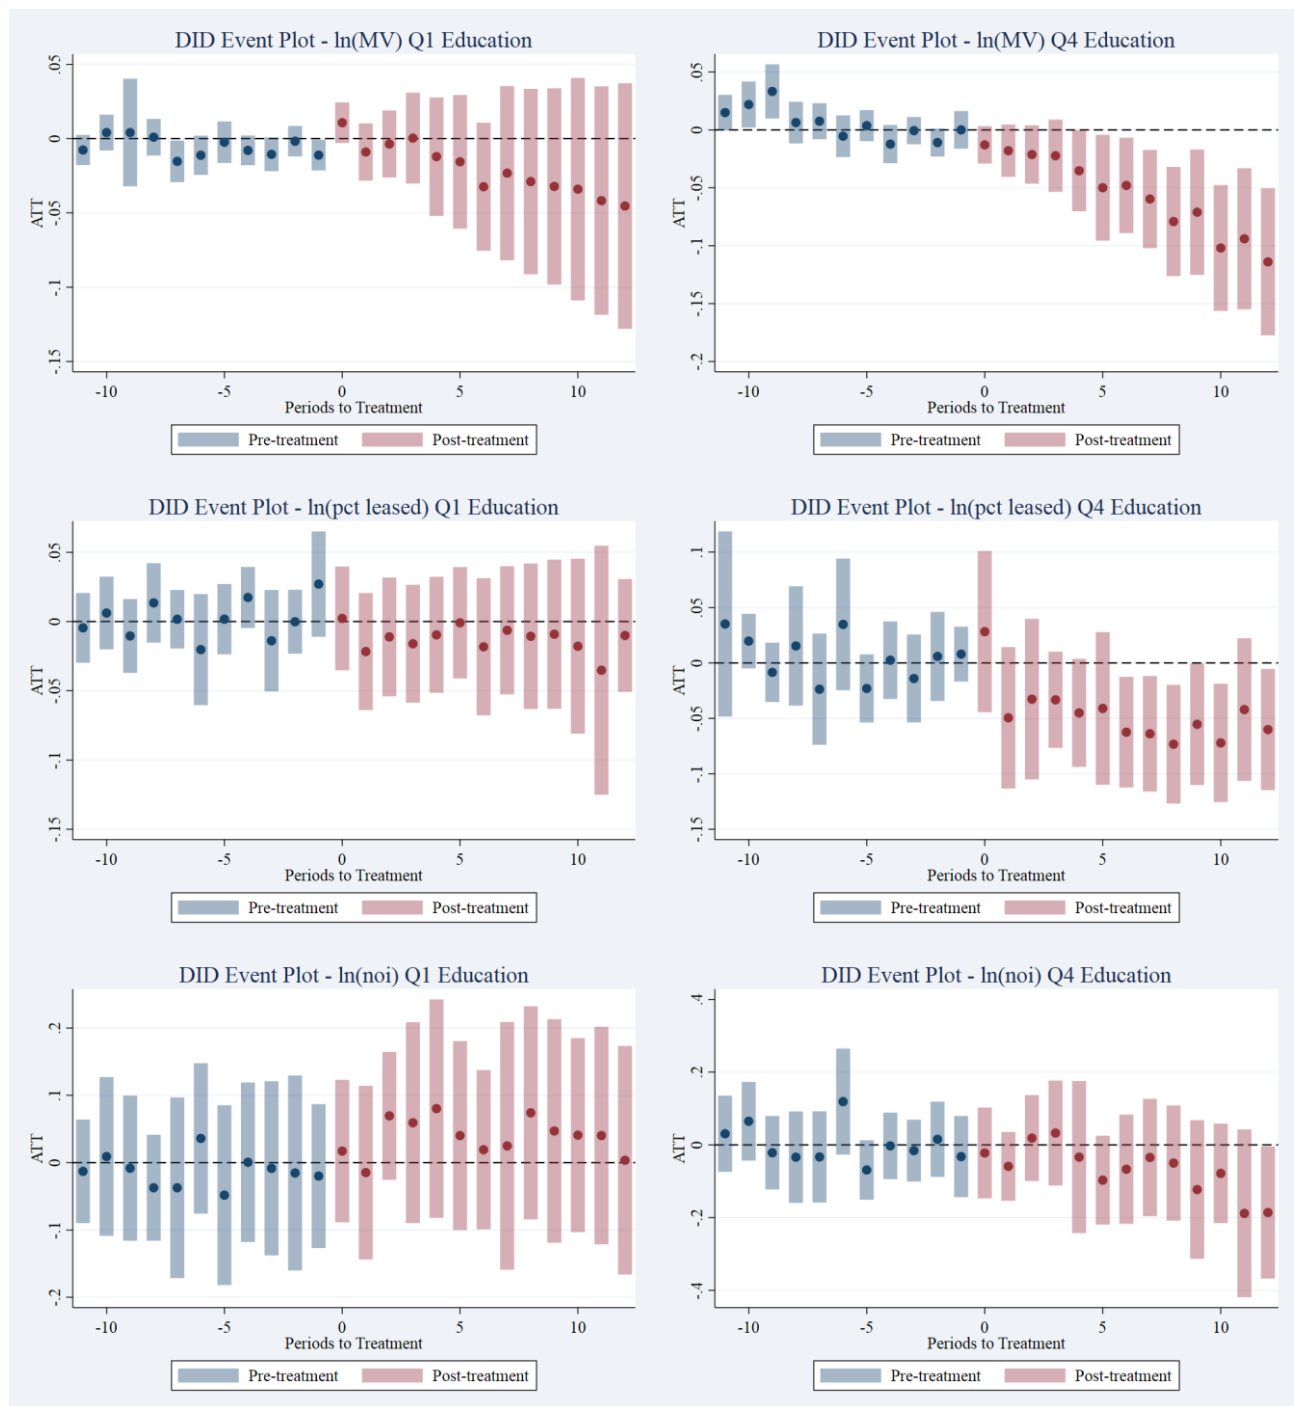 DID Event Plot - ln(MV) Q1 Education
.05
0
-.05
-.1
-.15
ATT
-10 -5 0 5 10
Periods to Treatment
Pre-treatment Post-treatment
DID Event Plot - ln(MV) Q4 Education
.05
0
-.05
-.1
-.15
-.2
ATT
-10 -5 0 5 10
Periods to Treatment
Pre-treatment Post-treatment
DID Event Plot - ln(pct leased) Q1 Education
.05
0
-.05
-.1
-.15
ATT
-10 -5 0 5 10
Periods to Treatment
Pre-treatment Post-treatment
DID Event Plot - ln(pct leased) Q4 Education
.1
.05
0
-.05
-.1
-.15
ATT
-10 -5 0 5 10
Periods to Treatment
Pre-treatment Post-treatment
DID Event Plot - ln(noi) Q1 Education
.2
.1
0
-.1
-.2
ATT
-10 -5 0 5 10
Periods to Treatment
Pre-treatment Post-treatment
DID Event Plot - ln(noi) Q4 Education
.4
.2
0
-.2
-.4
ATT
-10 -5 0 5 10
Periods to Treatment
Pre-treatment Post-treatment